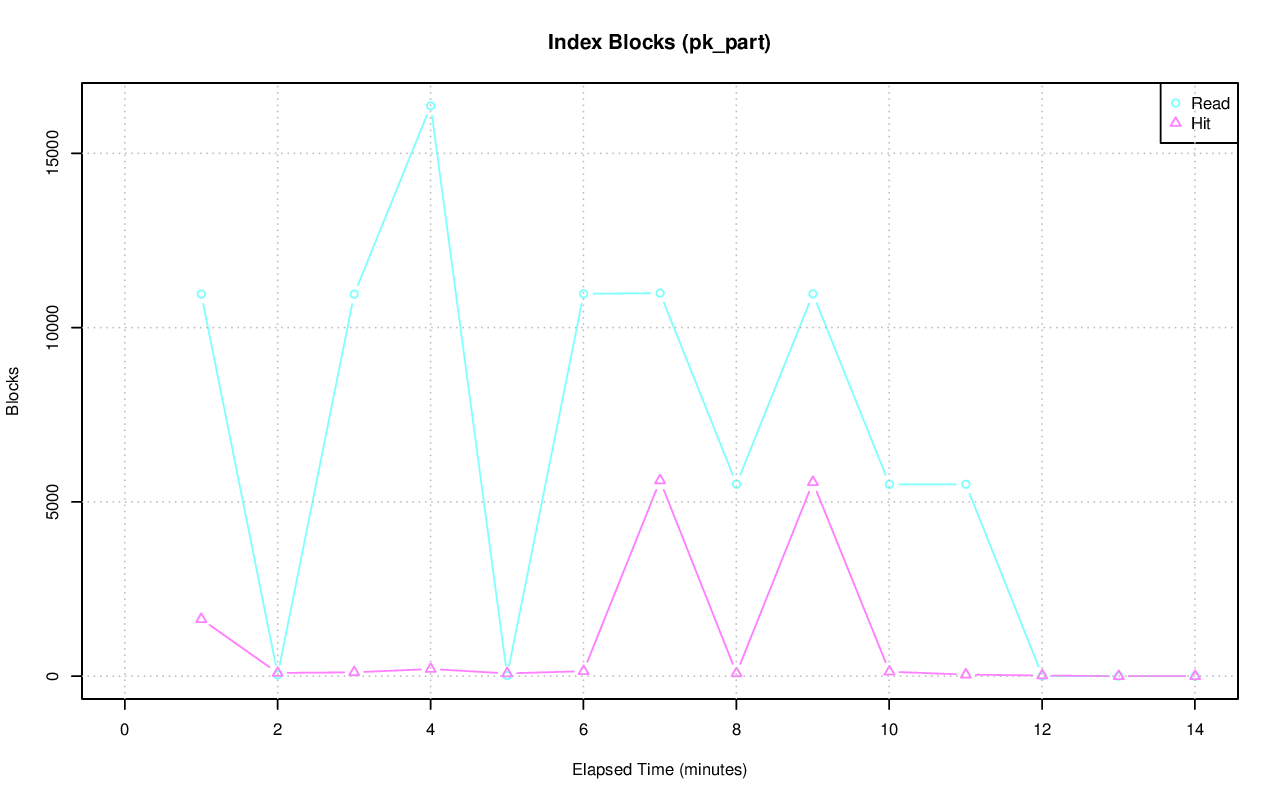 Index Blocks (pk_part)
Read
Hit
15000
10000
5000
0
Blocks
0 2 4 6 8 10 12 14
Elapsed Time (minutes)